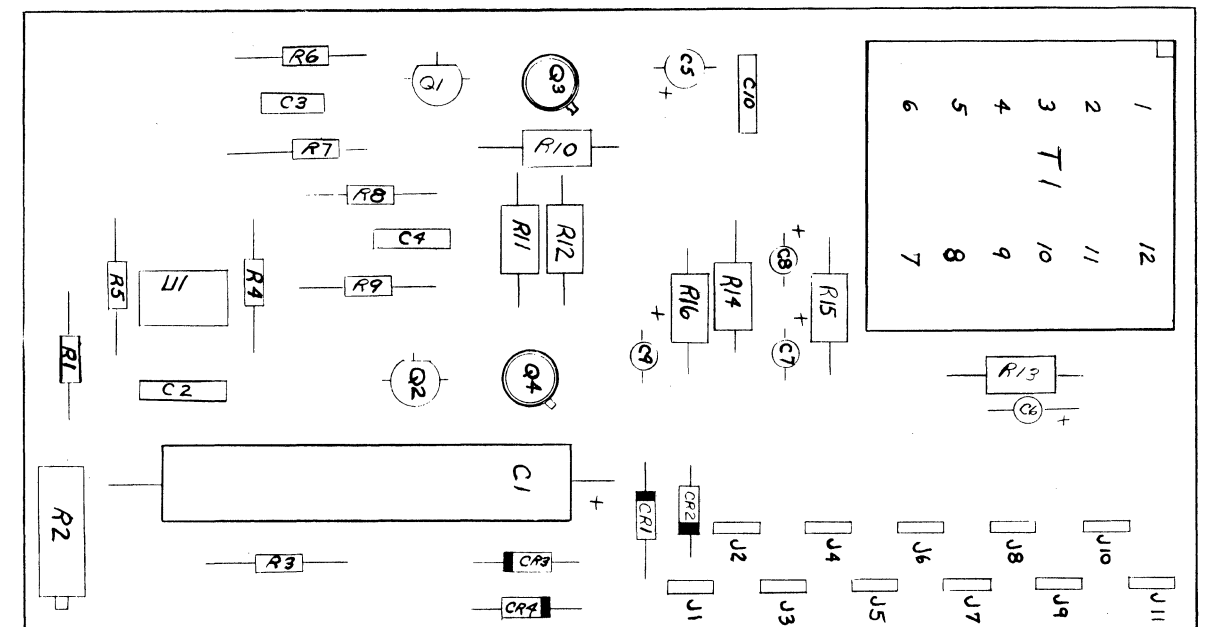 R6
Q1
Q3
C5
+
C10
C3
6 5 4 3 2 1
T1
R7
R10
R8
C4
R11
R12
7 8 9 10 11 12
R5
U1
R4
R9
+
C8
R16
R14
R15
+
+
C9
C7
R1
C2
Q2
Q4
R13
C6
+
C1
+
R2
CR1
CR2
J2
J4
J6
J8
J10
R3
CR3
CR4
J1
J3
J5
J7
J9
J11